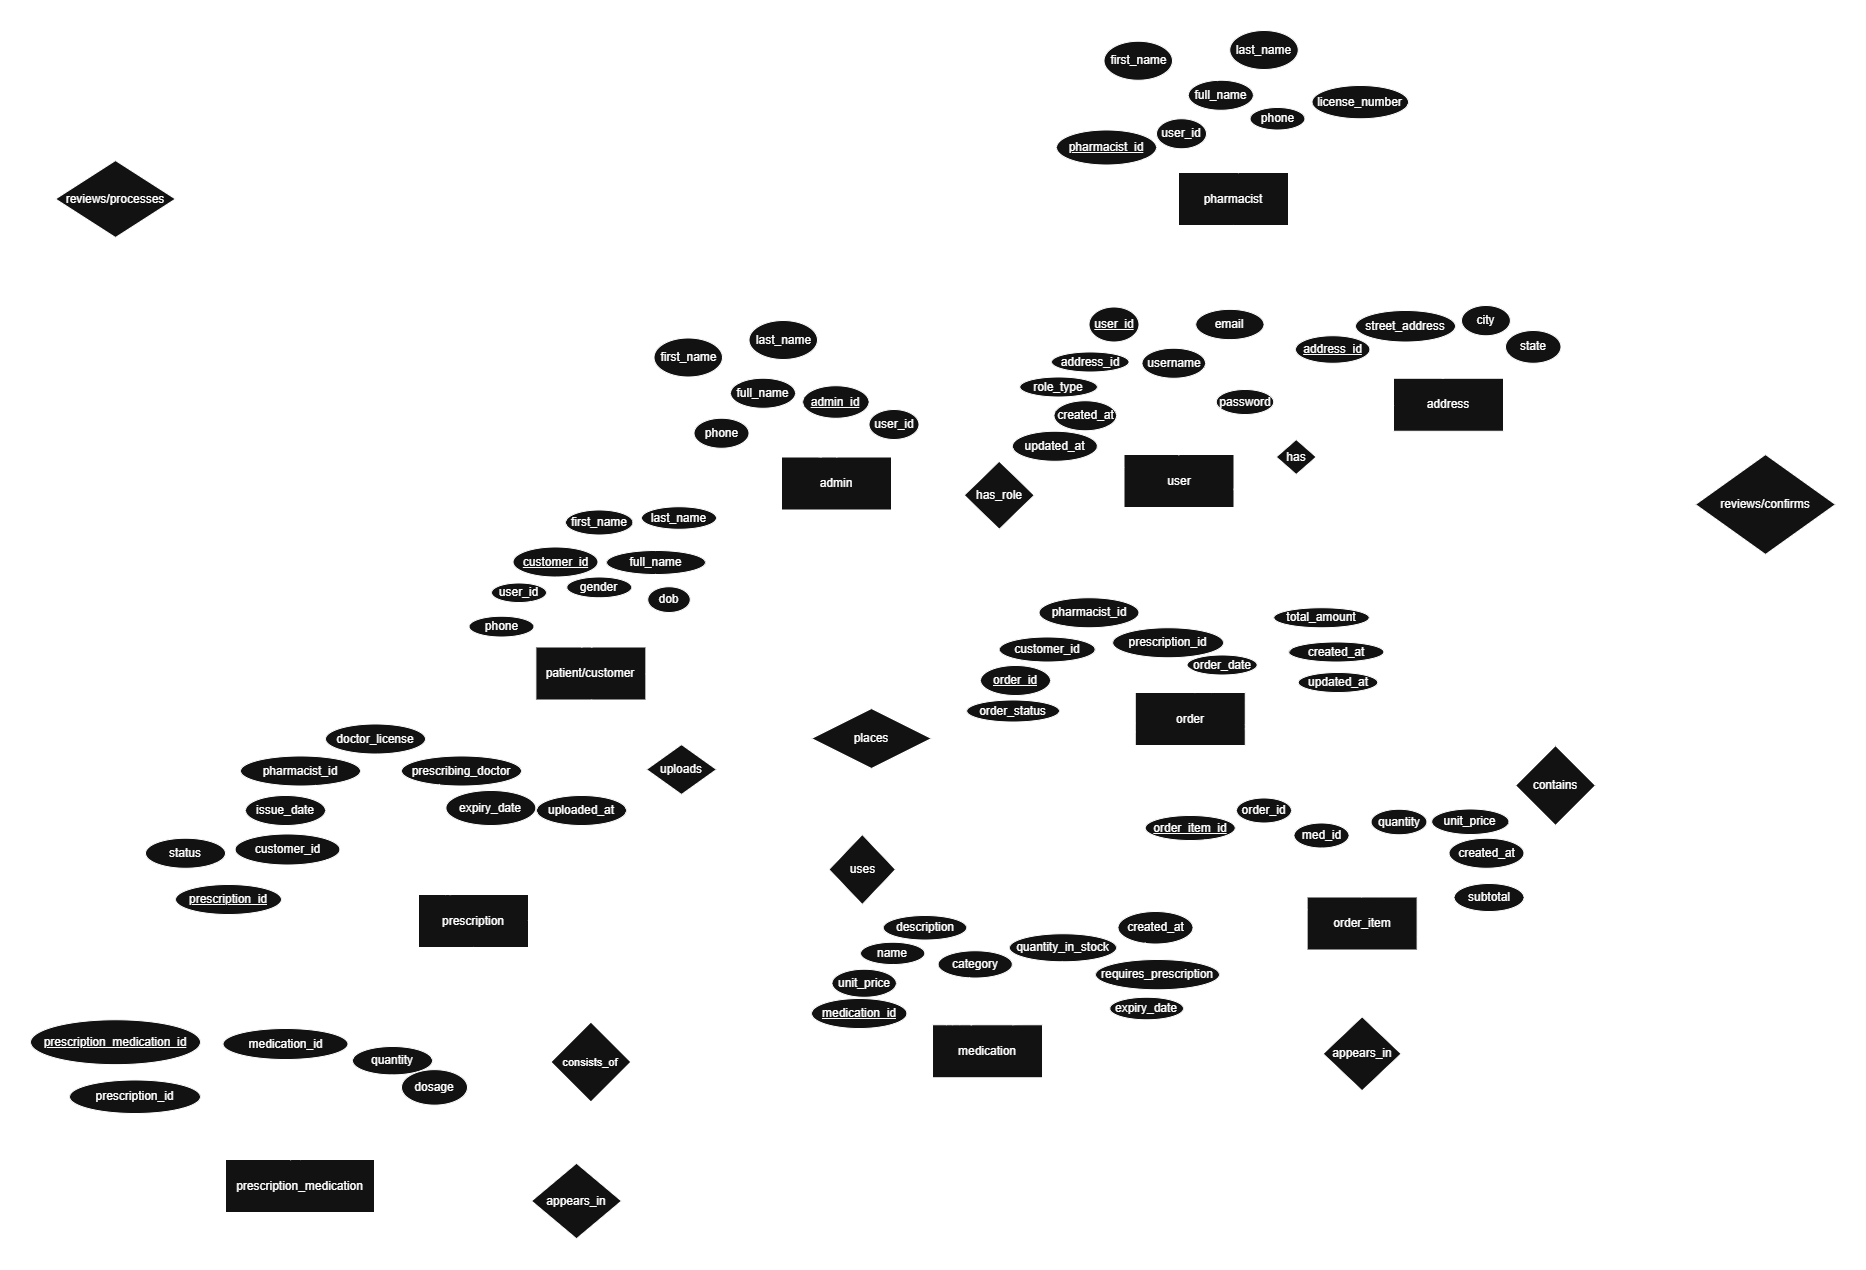 first_name
last_name
full_name
license_number
phone
user_id
pharmacist_id
pharmacist
reviews/processes
user_id
email
street_address
city
state
address_id
address_id
username
role_type
password
created_at
updated_at
address
has
user
has_role
first_name
last_name
full_name
admin_id
user_id
phone
admin
reviews/confirms
first_name
last_name
customer_id
full_name
gender
user_id
dob
phone
patient/customer
pharmacist_id
total_amount
customer_id
prescription_id
order_date
created_at
order_id
updated_at
order_status
order
places
doctor_license
pharmacist_id
prescribing_doctor
uploads
issue_date
expiry_date
uploaded_at
status
customer_id
prescription_id
prescription
contains
order_item_id
order_id
med_id
quantity
unit_price
created_at
subtotal
order_item
uses
description
name
category
quantity_in_stock
created_at
unit_price
requires_prescription
medication_id
expiry_date
medication
appears_in
prescription_medication_id
medication_id
quantity
dosage
prescription_id
consists_of
prescription_medication
appears_in